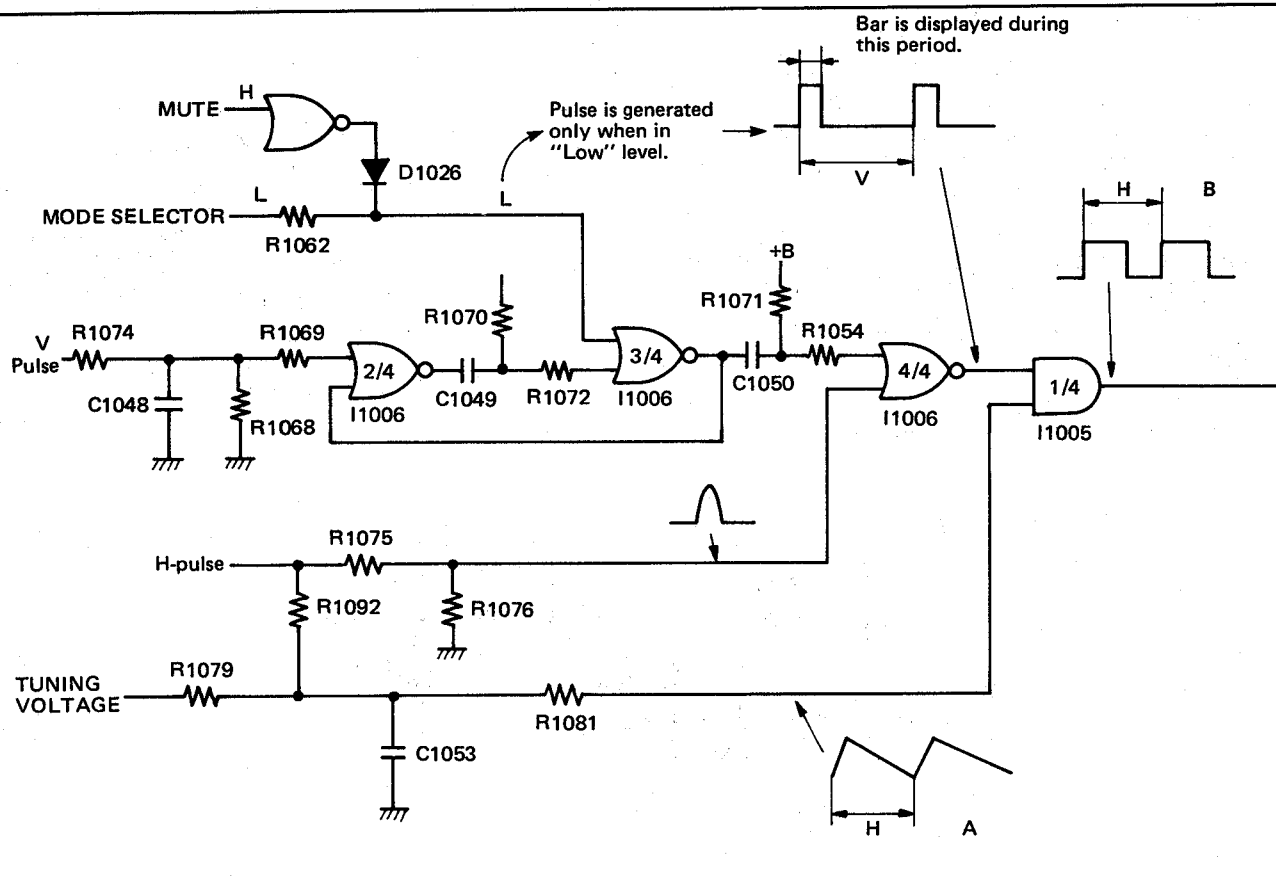 Bar is displayed during
this period.
MUTE
H
Pulse is generated
only when in
"Low" level.
D1026
V
L
L
MODE SELECTOR
R1062
H
B
+B
R1071
R1070
R1054
V
Pulse
R1074
R1069
2/4
I1006
C1049
R1072
3/4
I1006
C1050
4/4
I1006
1/4
I1005
C1048
R1068
H-pulse
R1075
R1092
R1076
TUNING
VOLTAGE
R1079
R1081
C1053
H
A